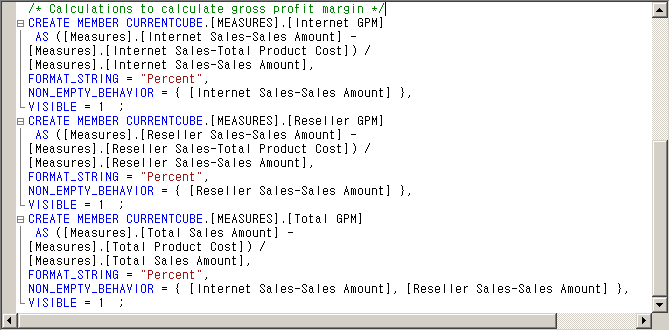 /* Calculations to calculate gross profit margin */
CREATE MEMBER CURRENTCUBE.[MEASURES].[Internet GPM]
AS ([Measures].[Internet Sales-Sales Amount] -
[Measures].[Internet Sales-Total Product Cost]) /
[Measures].[Internet Sales-Sales Amount],
FORMAT_STRING = "Percent",
NON_EMPTY_BEHAVIOR = { [Internet Sales-Sales Amount] },
VISIBLE = 1  ;
CREATE MEMBER CURRENTCUBE.[MEASURES].[Reseller GPM]
AS ([Measures].[Reseller Sales-Sales Amount] -
[Measures].[Reseller Sales-Total Product Cost]) /
[Measures].[Reseller Sales-Sales Amount],
FORMAT_STRING = "Percent",
NON_EMPTY_BEHAVIOR = { [Reseller Sales-Sales Amount] },
VISIBLE = 1  ;
CREATE MEMBER CURRENTCUBE.[MEASURES].[Total GPM]
AS ([Measures].[Total Sales Amount] -
[Measures].[Total Product Cost]) /
[Measures].[Total Sales Amount],
FORMAT_STRING = "Percent",
NON_EMPTY_BEHAVIOR = { [Internet Sales-Sales Amount], [Reseller Sales-Sales Amount] },
VISIBLE = 1  ;